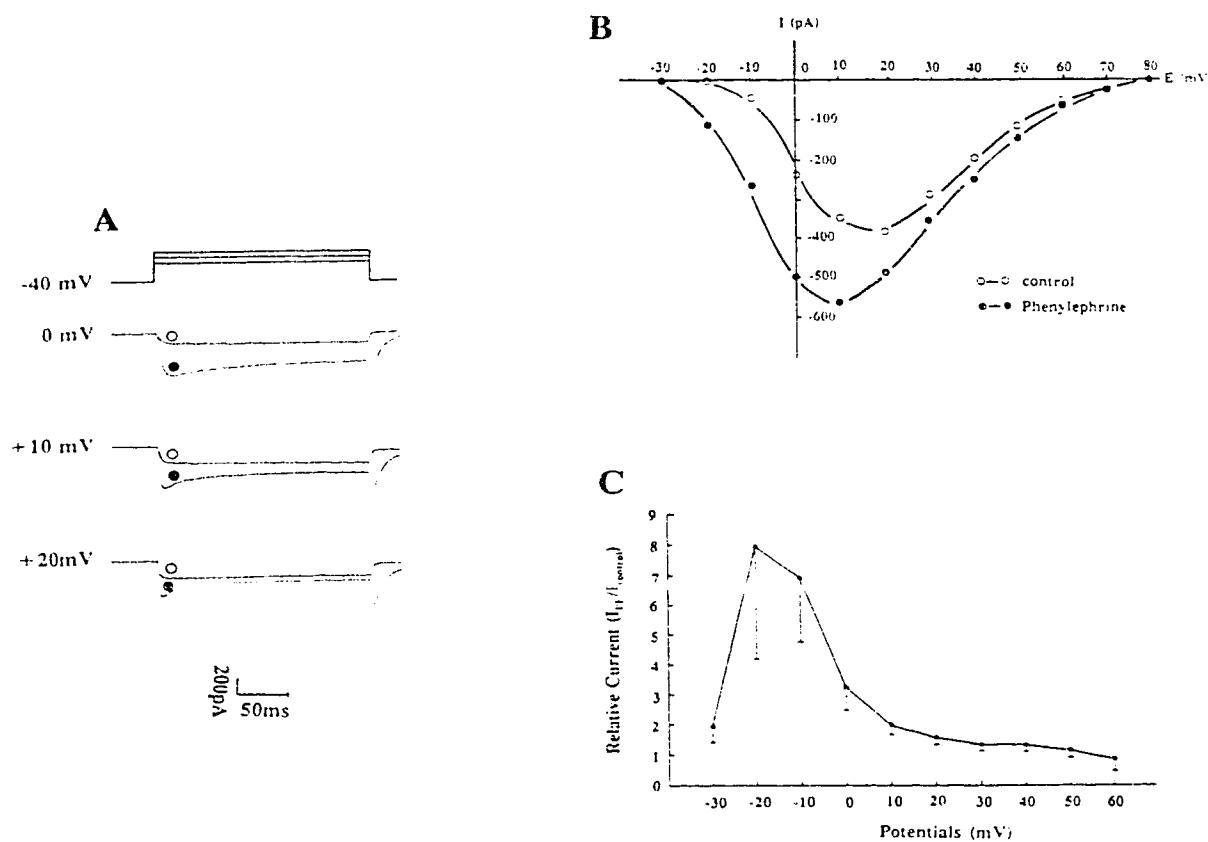 A
-40 mV
0 mV
+10 mV
+20mV
200pA
50ms
B
I (pA)
-30 -20 -10 0 10 20 30 40 50 60 70 80 E (mV)
-100
-200
-400
-500
-600
control
Phenylephrine
C
Relative Current (I /I control)
9
8
7
6
5
4
3
2
1
0
-30 -20 -10 0 10 20 30 40 50 60
Potentials (mV)